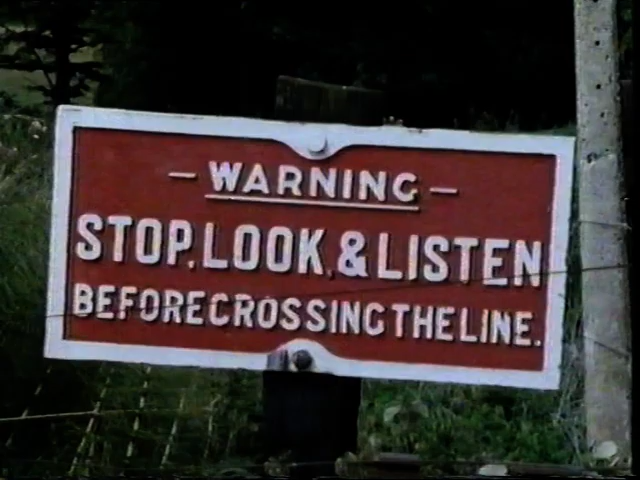 - WARNING -
STOP, LOOK, & LISTEN
BEFORE CROSSING THE LINE.